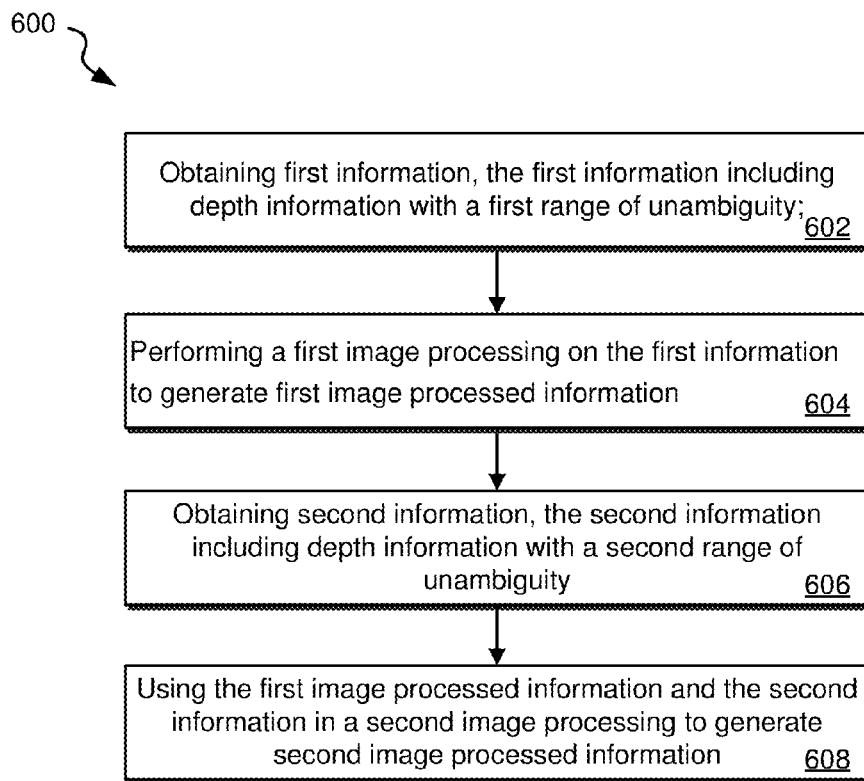 600
Obtaining first information, the first information including
depth information with a first range of unambiguity;
602
Performing a first image processing on the first information
to generate first image processed information
604
Obtaining second information, the second information
including depth information with a second range of
unambiguity
606
Using the first image processed information and the second
information in a second image processing to generate
second image processed information
608